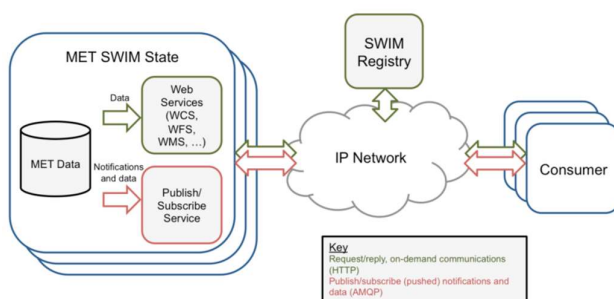 MET SWIM State
SWIM
Registry
Data
Web
Services
(WCS,
WFS,
WMS, ...)
MET Data
IP Network
Consumer
Notifications
and data
Publish/
Subscribe
Service
Key
Request/reply, on-demand communications
(HTTP)
Publish/subscribe (pushed) notifications and
data (AMQP)